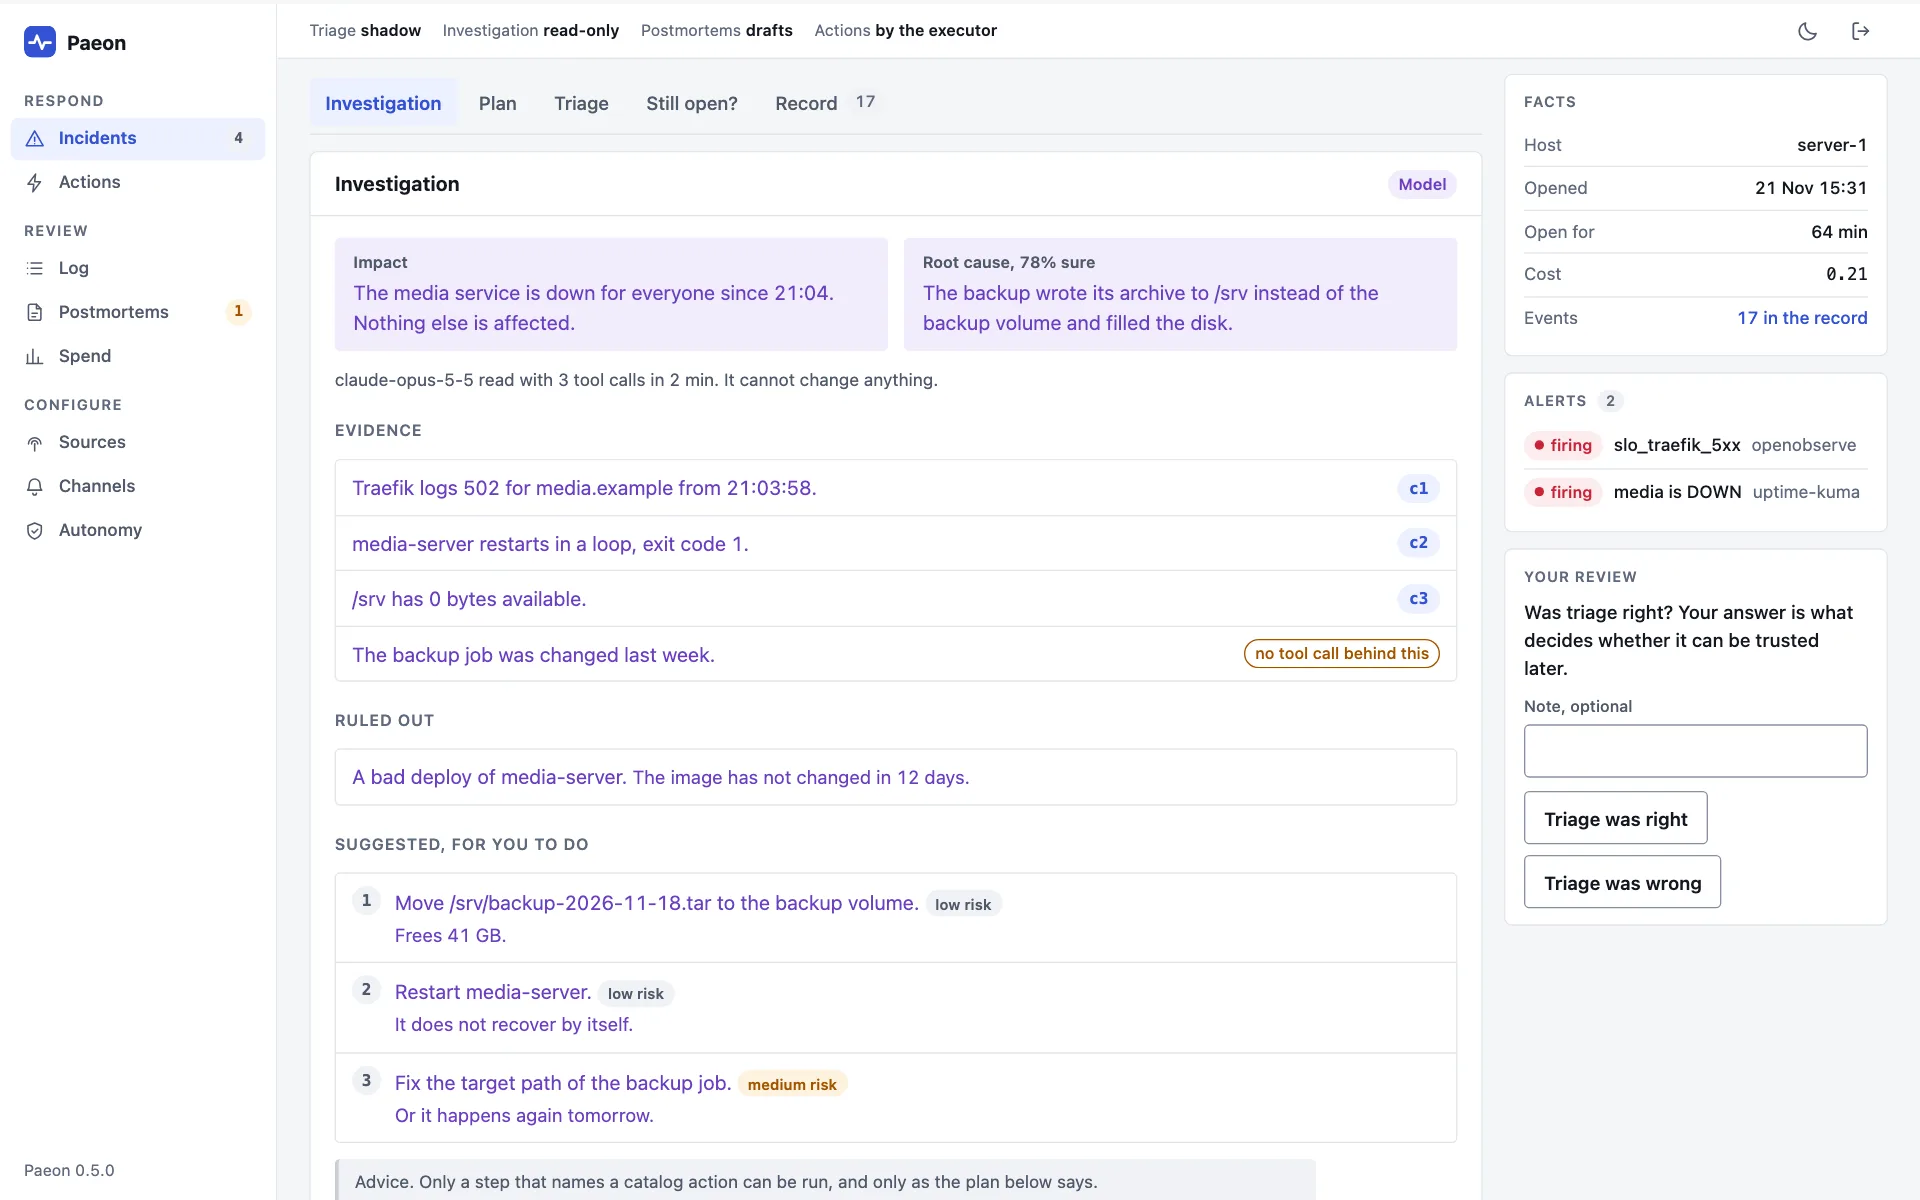 Paeon
RESPOND
Incidents 4
Actions
REVIEW
Log
Postmortems 1
Spend
CONFIGURE
Sources
Channels
Autonomy
Paeon 0.5.0
Triage shadow Investigation read-only Postmortems drafts Actions by the executor
Investigation Plan Triage Still open? Record 17
Investigation Model
Impact
The media service is down for everyone since 21:04.
Nothing else is affected.
Root cause, 78% sure
The backup wrote its archive to /srv instead of the
backup volume and filled the disk.
claude-opus-5-5 read with 3 tool calls in 2 min. It cannot change anything.
EVIDENCE
Traefik logs 502 for media.example from 21:03:58. c1
media-server restarts in a loop, exit code 1. c2
/srv has 0 bytes available. c3
The backup job was changed last week. no tool call behind this
RULED OUT
A bad deploy of media-server. The image has not changed in 12 days.
SUGGESTED, FOR YOU TO DO
1 Move /srv/backup-2026-11-18.tar to the backup volume. low risk
Frees 41 GB.
2 Restart media-server. low risk
It does not recover by itself.
3 Fix the target path of the backup job. medium risk
Or it happens again tomorrow.
Advice. Only a step that names a catalog action can be run, and only as the plan below says.
FACTS
Host server-1
Opened 21 Nov 15:31
Open for 64 min
Cost 0.21
Events 17 in the record
ALERTS 2
firing slo_traefik_5xx openobserve
firing media is DOWN uptime-kuma
YOUR REVIEW
Was triage right? Your answer is what
decides whether it can be trusted
later.
Note, optional
Triage was right
Triage was wrong